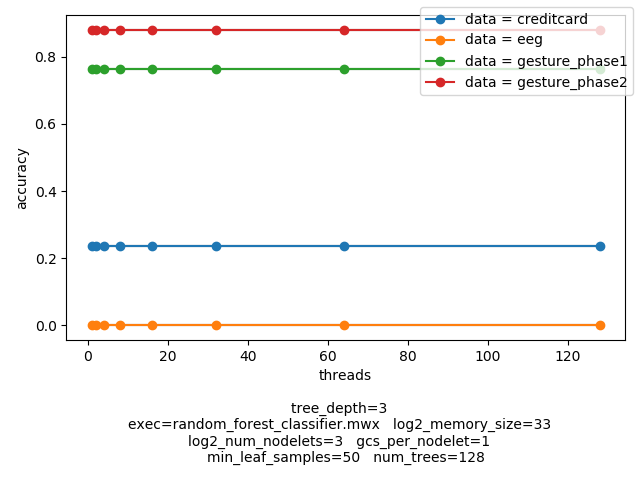 data = creditcard
data = eeg
data = gesture_phase1
data = gesture_phase2
0.8
0.6
0.4
0.2
0.0
accuracy
0 20 40 60 80 100 120
threads
tree_depth=3
exec=random_forest_classifier.mwx log2_memory_size=33
log2_num_nodelets=3 gcs_per_nodelet=1
min_leaf_samples=50 num_trees=128